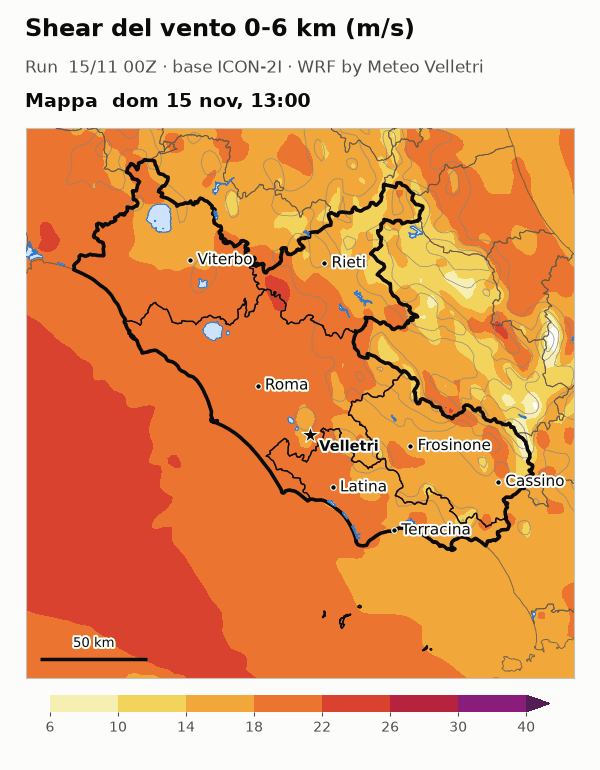 Shear del vento 0-6 km (m/s)
Run  15/11 00Z · base ICON-2I · WRF by Meteo Velletri
Mappa  dom 15 nov, 13:00
Viterbo
Rieti
Roma
Velletri
Frosinone
Latina
Cassino
Terracina
50 km
6 10 14 18 22 26 30 40